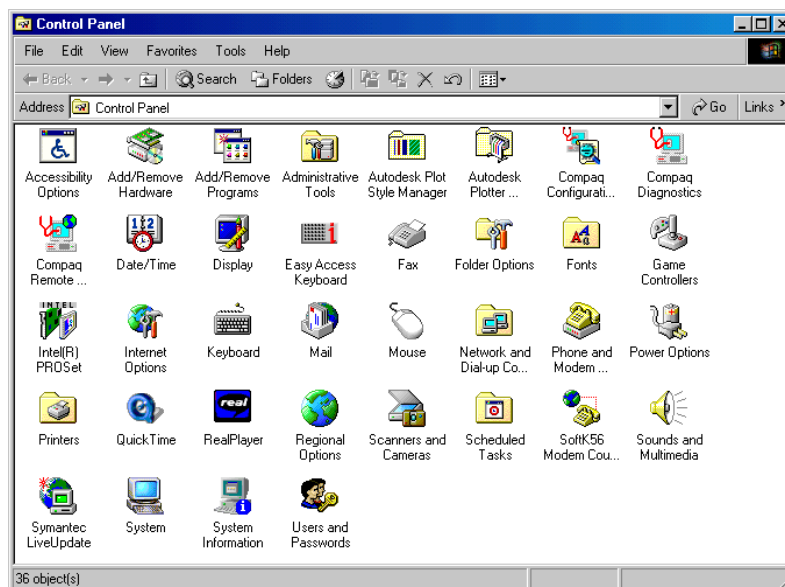 Control Panel
File Edit View Favorites Tools Help
Back Search Folders
Address Control Panel Go Links
Accessibility Options
Add/Remove Hardware
Add/Remove Programs
Administrative Tools
Autodesk Plot Style Manager
Autodesk Plotter ...
Compaq Configurati...
Compaq Diagnostics
Compaq Remote ...
1 2
Date/Time
Display
Easy Access Keyboard
Fax
Folder Options
Fonts
Game Controllers
INTEL
Intel(R) PROSet
Internet Options
Keyboard
Mail
Mouse
Network and Dial-up Co...
Phone and Modem ...
Power Options
Printers
QuickTime
real
RealPlayer
Regional Options
Scanners and Cameras
Scheduled Tasks
SoftK56 Modem Cou...
Sounds and Multimedia
Symantec LiveUpdate
System
System Information
Users and Passwords
36 object(s)